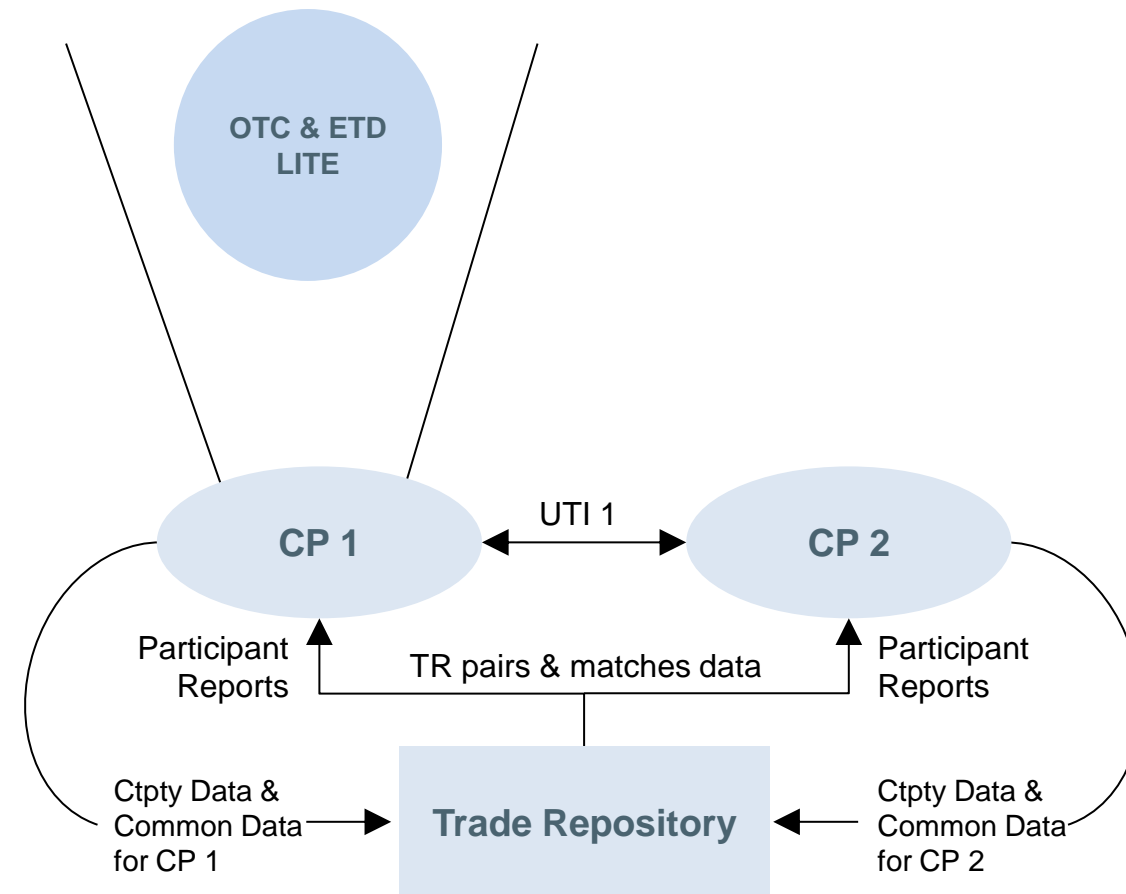 OTC & ETD
LITE
UTI 1
CP 1
CP 2
Participant
Reports
TR pairs & matches data
Participant
Reports
Ctpty Data &
Common Data
for CP 1
Trade Repository
Ctpty Data &
Common Data
for CP 2